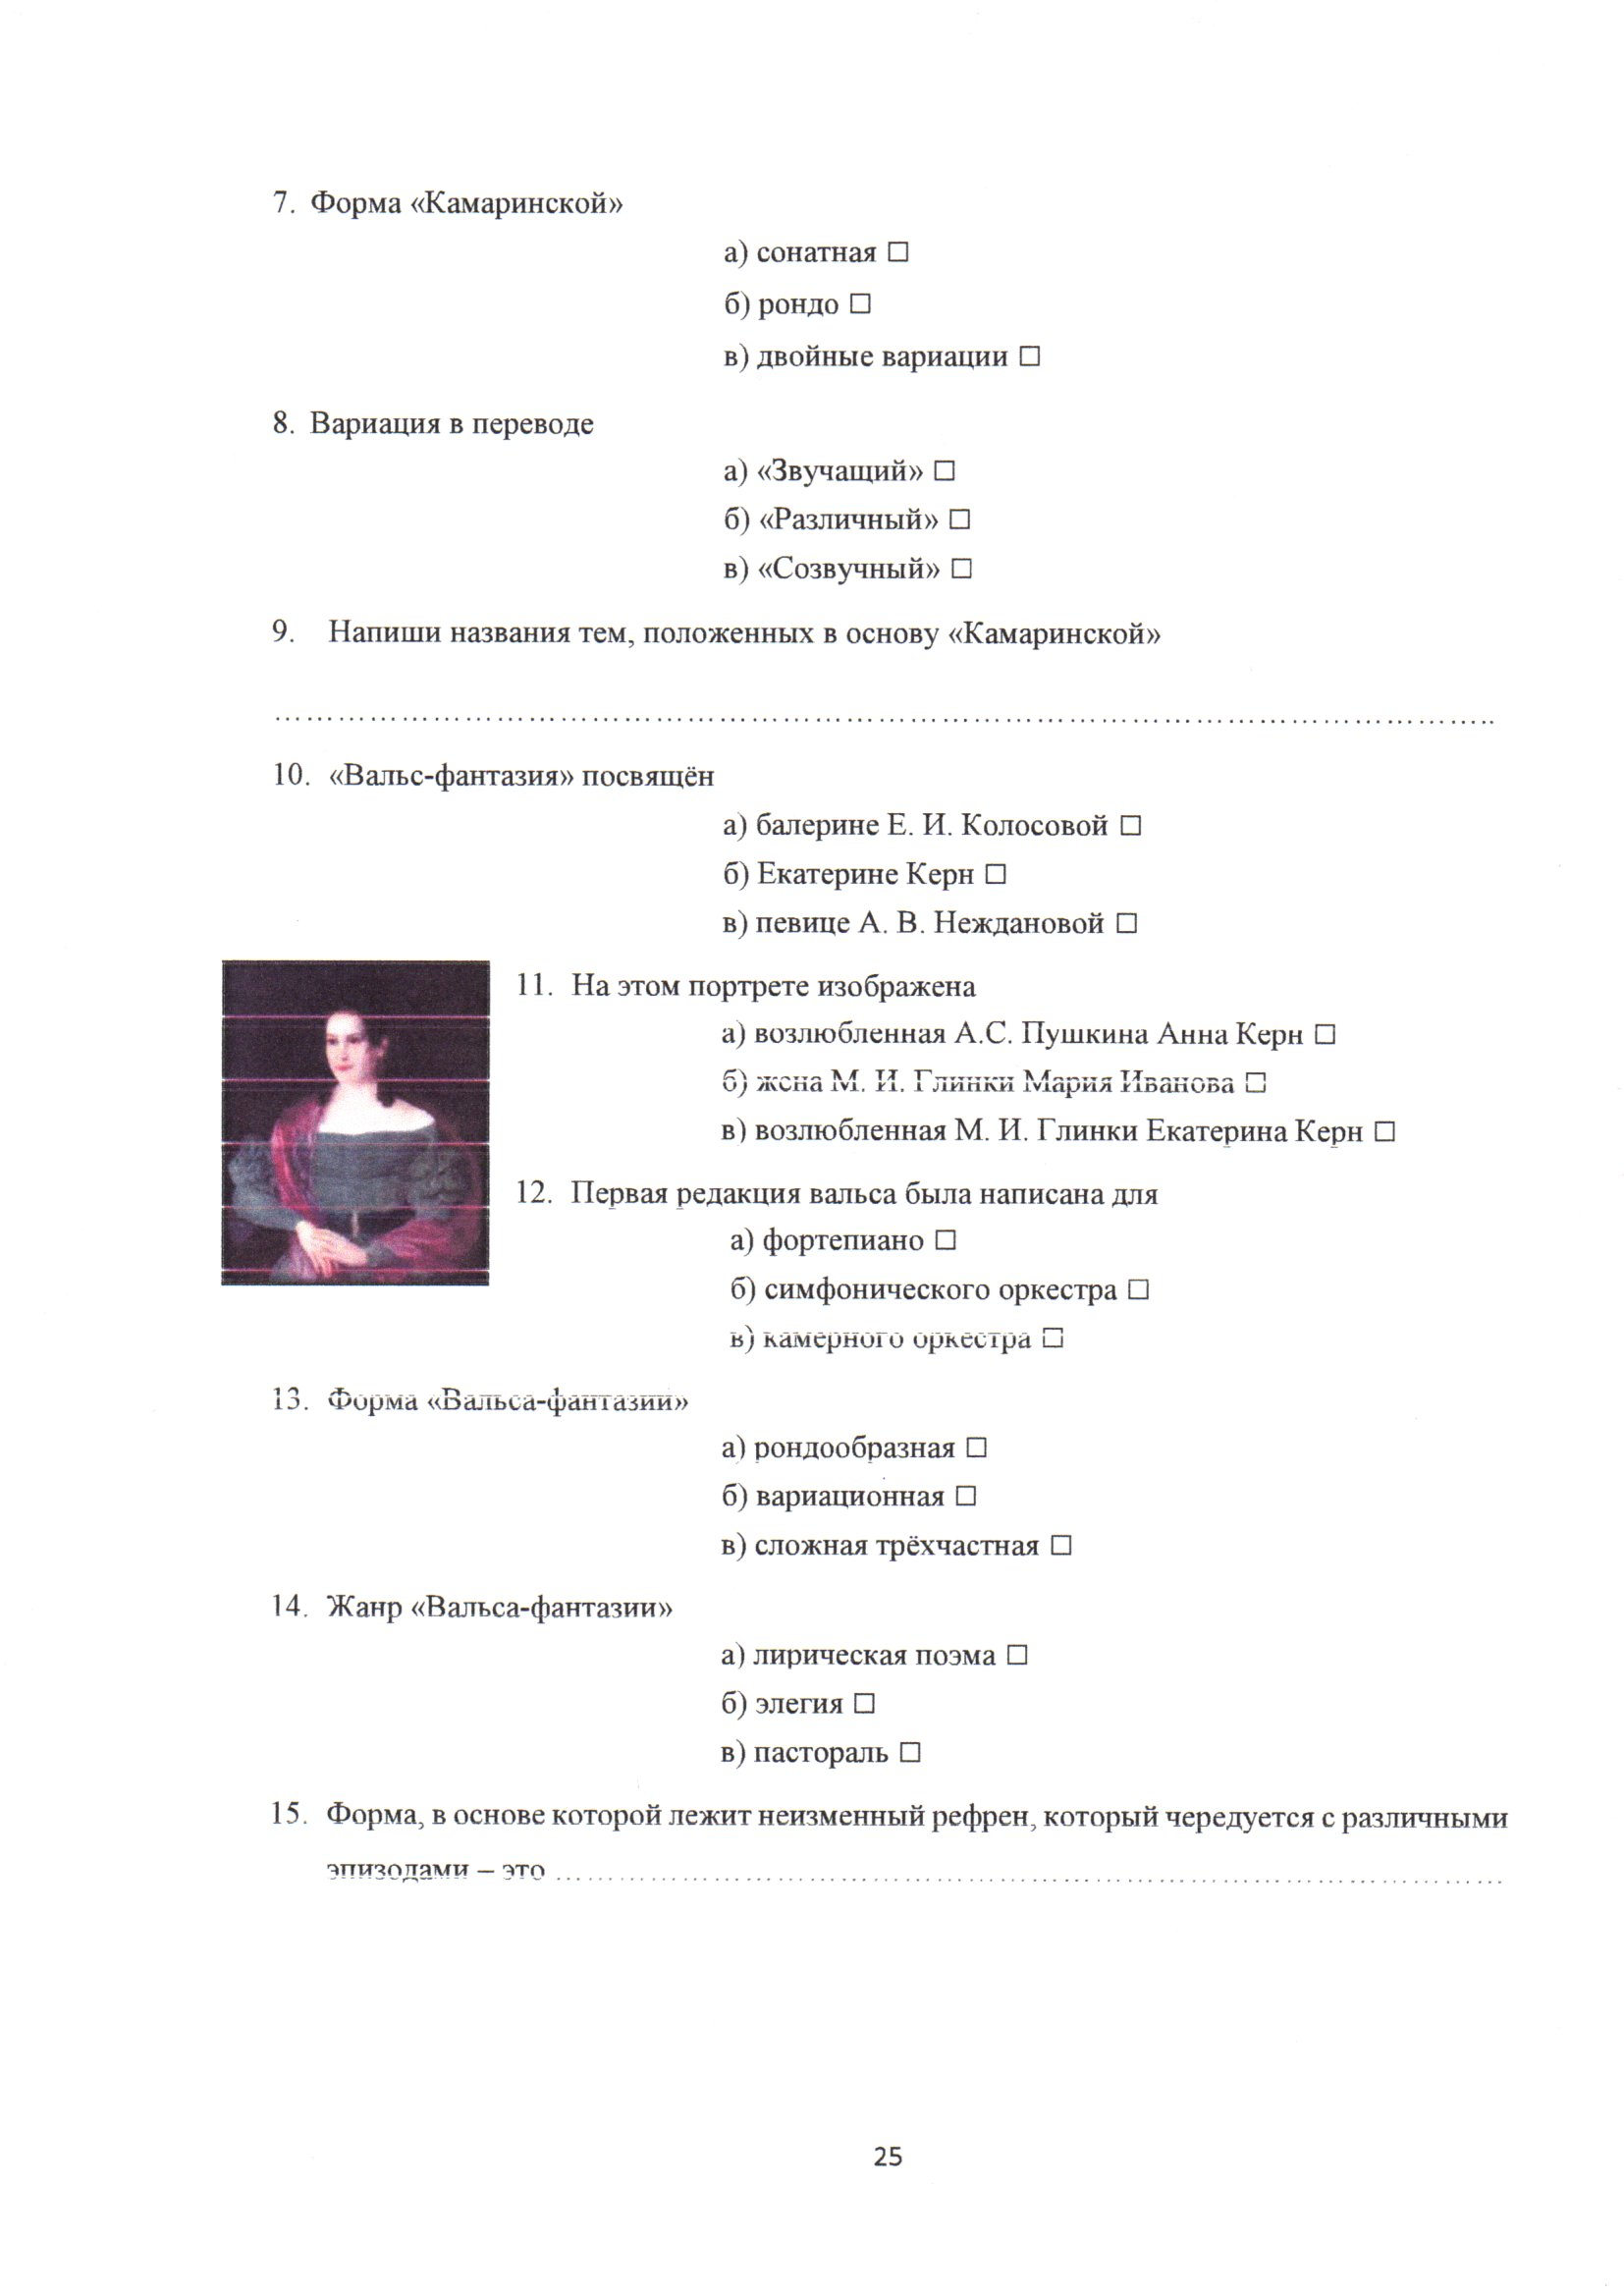 7. Форма «Камаринской»
а) сонатная □
б) рондо □
в) двойные вариации □
8. Вариация в переводе
а) «Звучащий» □
б) «Различный» □
в) «Созвучный» □
9. Напиши названия тем, положенных в основу «Камаринской»
........................................................................................................................
10. «Вальс-фантазия» посвящён
а) балерине Е. И. Колосовой □
б) Екатерине Керн □
в) певице А. В. Неждановой □
11. На этом портрете изображена
а) возлюбленная А.С. Пушкина Анна Керн □
б) жена М. И. Глинки Мария Иванова □
в) возлюбленная М. И. Глинки Екатерина Керн □
12. Первая редакция вальса была написана для
а) фортепиано □
б) симфонического оркестра □
в) камерного оркестра □
13. Форма «Вальса-фантазии»
а) рондообразная □
б) вариационная □
в) сложная трёхчастная □
14. Жанр «Вальса-фантазии»
а) лирическая поэма □
б) элегия □
в) пастораль □
15. Форма, в основе которой лежит неизменный рефрен, который чередуется с различными
эпизодами – это ..........................................................................................
25